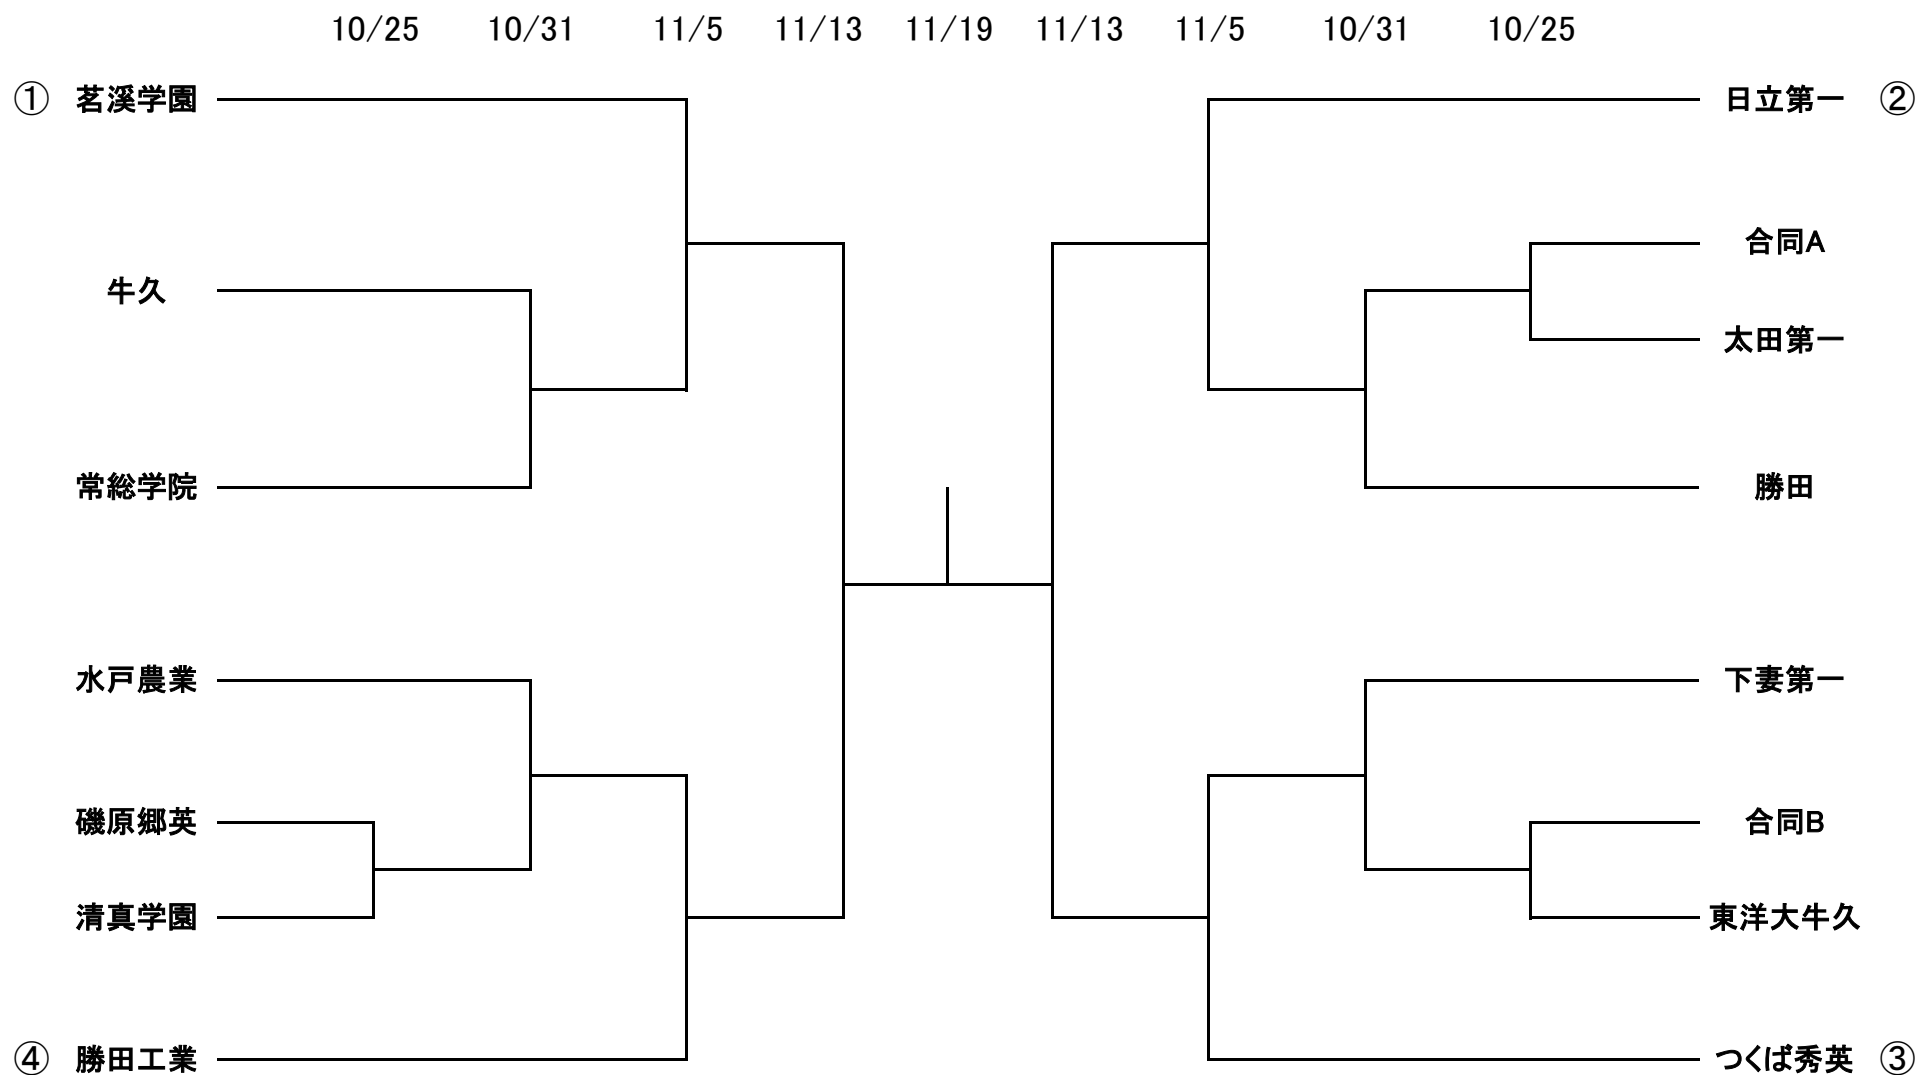 10/25 10/31 11/5 11/13 11/19 11/13 11/5 10/31 10/25
① 茗溪学園 日立第一 ②
合同A
牛久
太田第一
常総学院 勝田
水戸農業 下妻第一
磯原郷英 合同B
清真学園 東洋大牛久
④ 勝田工業 つくば秀英 ③